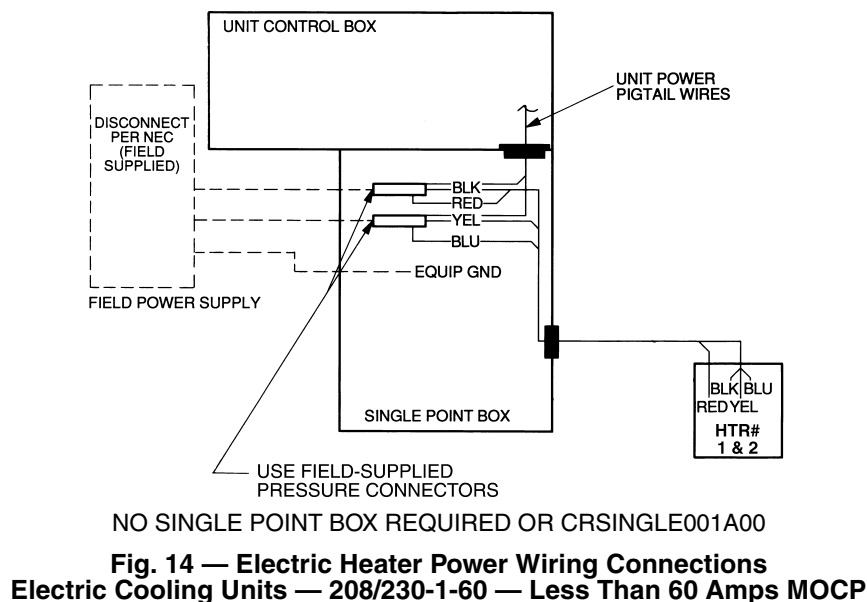 UNIT CONTROL BOX
UNIT POWER
PIGTAIL WIRES
DISCONNECT
PER NEC
(FIELD
SUPPLIED)
BLK
RED
YEL
BLU
EQUIP GND
FIELD POWER SUPPLY
BLK BLU
RED YEL
HTR#
1 & 2
SINGLE POINT BOX
USE FIELD-SUPPLIED
PRESSURE CONNECTORS
NO SINGLE POINT BOX REQUIRED OR CRSINGLE001A00
Fig. 14 — Electric Heater Power Wiring Connections
Electric Cooling Units — 208/230-1-60 — Less Than 60 Amps MOCP